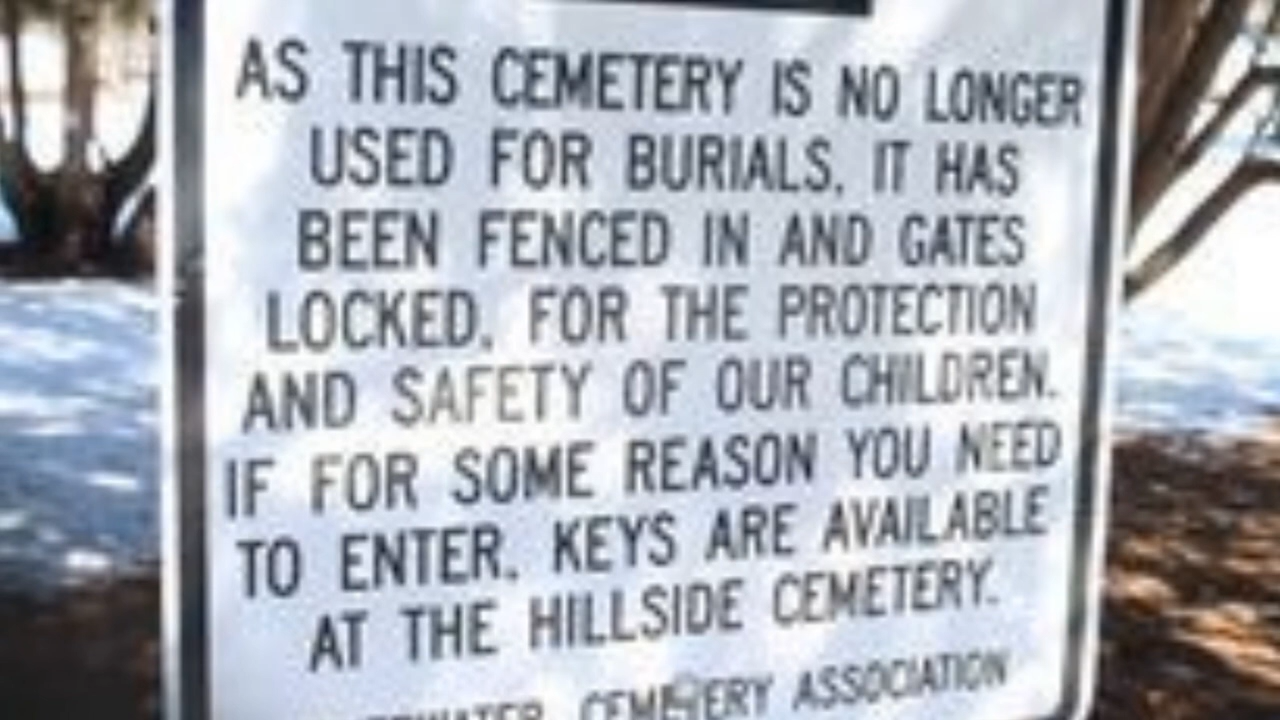 AS THIS CEMETERY IS NO LONGER
USED FOR BURIALS, IT HAS
BEEN FENCED IN AND GATES
LOCKED, FOR THE PROTECTION
AND SAFETY OF OUR CHILDREN.
IF FOR SOME REASON YOU NEED
TO ENTER, KEYS ARE AVAILABLE
AT THE HILLSIDE CEMETERY.
CEMETERY ASSOCIATION